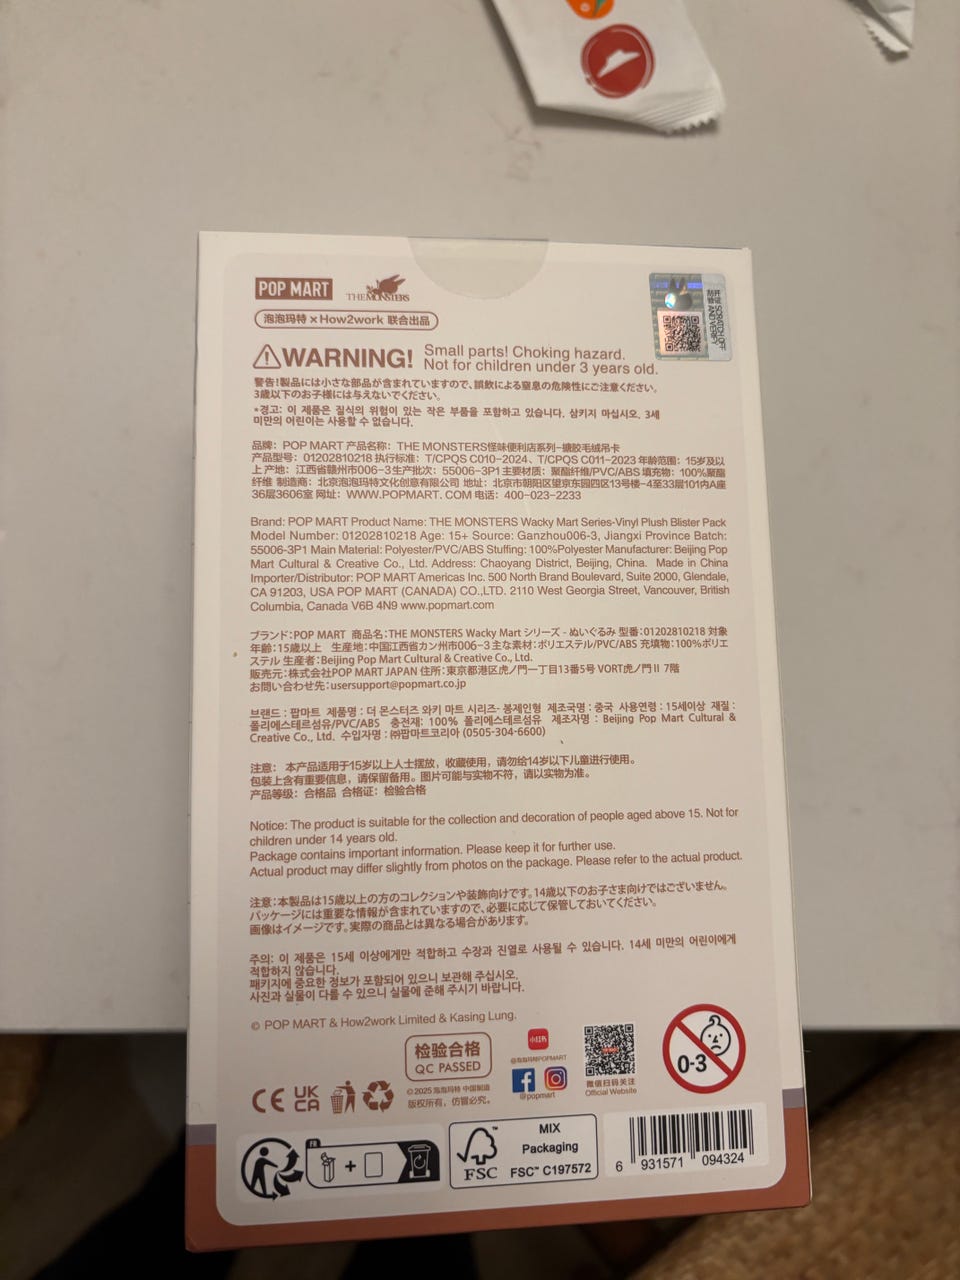 POP MART
THE MONSTERS
泡泡玛特 × How2work 联合出品
刮开涂层 SCRATCH OFF
AND VERIFY
WARNING!
Small parts! Choking hazard.
Not for children under 3 years old.
警告!製品には小さな部品が含まれていますので、誤飲による窒息の危険性にご注意ください。
3歳以下のお子様には与えないでください。
*경고: 이 제품은 질식의 위험이 있는 작은 부품을 포함하고 있습니다. 삼키지 마십시오. 3세
미만의 어린이는 사용할 수 없습니다.
品牌： POP MART 产品名称： THE MONSTERS怪味便利店系列-搪胶毛绒吊卡
产品型号：01202810218 执行标准：T/CPQS C010-2024、T/CPQS C011-2023 年龄范围：15岁及以
上 产地：江西省赣州市006-3 生产批次：55006-3P1 主要材质：聚酯纤维/PVC/ABS 填充物：100%聚酯
纤维 制造商：北京泡泡玛特文化创意有限公司 地址：北京市朝阳区望京东园四区13号楼-4至33层101内A座
36层3606室 网址：WWW.POPMART.COM 电话：400-023-2233
Brand: POP MART Product Name: THE MONSTERS Wacky Mart Series-Vinyl Plush Blister Pack
Model Number: 01202810218 Age: 15+ Source: Ganzhou006-3, Jiangxi Province Batch:
55006-3P1 Main Material: Polyester/PVC/ABS Stuffing: 100%Polyester Manufacturer: Beijing Pop
Mart Cultural & Creative Co., Ltd. Address: Chaoyang District, Beijing, China. Made in China
Importer/Distributor: POP MART Americas Inc. 500 North Brand Boulevard, Suite 2000, Glendale,
CA 91203, USA POP MART (CANADA) CO.,LTD. 2110 West Georgia Street, Vancouver, British
Columbia, Canada V6B 4N9 www.popmart.com
ブランド：POP MART 商品名：THE MONSTERS Wacky Mart シリーズ - ぬいぐるみ 型番：01202810218 対象
年齢：15歳以上 生産地：中国江西省カン州市006-3 主な素材：ポリエステル/PVC/ABS 充填物：100%ポリエ
ステル 生産者：Beijing Pop Mart Cultural & Creative Co., Ltd.
販売元：株式会社POP MART JAPAN 住所：東京都港区虎ノ門一丁目13番5号 VORT虎ノ門II 7階
お問い合わせ先：usersupport@popmart.co.jp
브랜드 : 팝마트 제품명 : 더 몬스터즈 와키 마트 시리즈- 봉제인형 제조국명 : 중국 사용연령 : 15세이상 재질 :
폴리에스테르섬유/PVC/ABS 충전재: 100% 폴리에스테르섬유 제조자명 : Beijing Pop Mart Cultural &
Creative Co., Ltd. 수입자명 : ㈜팝마트코리아 (0505-304-6600)
注意： 本产品适用于15岁以上人士摆放，收藏使用，请勿给14岁以下儿童进行使用。
包装上含有重要信息，请保留备用。图片可能与实物不符，请以实物为准。
产品等级：合格品 合格证：检验合格
Notice: The product is suitable for the collection and decoration of people aged above 15. Not for
children under 14 years old.
Package contains important information. Please keep it for further use.
Actual product may differ slightly from photos on the package. Please refer to the actual product.
注意：本製品は15歳以上の方のコレクションや装飾向けです。14歳以下のお子さま向けではございません。
パッケージには重要な情報が含まれていますので、必要に応じて保管しておいてください。
画像はイメージです。実際の商品とは異なる場合があります。
주의: 이 제품은 15세 이상에게만 적합하고 수장과 진열로 사용될 수 있습니다. 14세 미만의 어린이에게
적합하지 않습니다.
패키지에 중요한 정보가 포함되어 있으니 보관해 주십시오.
사진과 실물이 다를 수 있으니 실물에 준해 주시기 바랍니다.
© POP MART & How2work Limited & Kasing Lung.
检验合格
QC PASSED
小红书
@泡泡玛特POPMART
@popmart
微信扫码关注
Official Website
0-3
CE
UK
CA
©2025 泡泡玛特 中国制造
版权所有，仿冒必究。
FR
+
FSC™
MIX
Packaging
FSC™ C197572
6 931571 094324